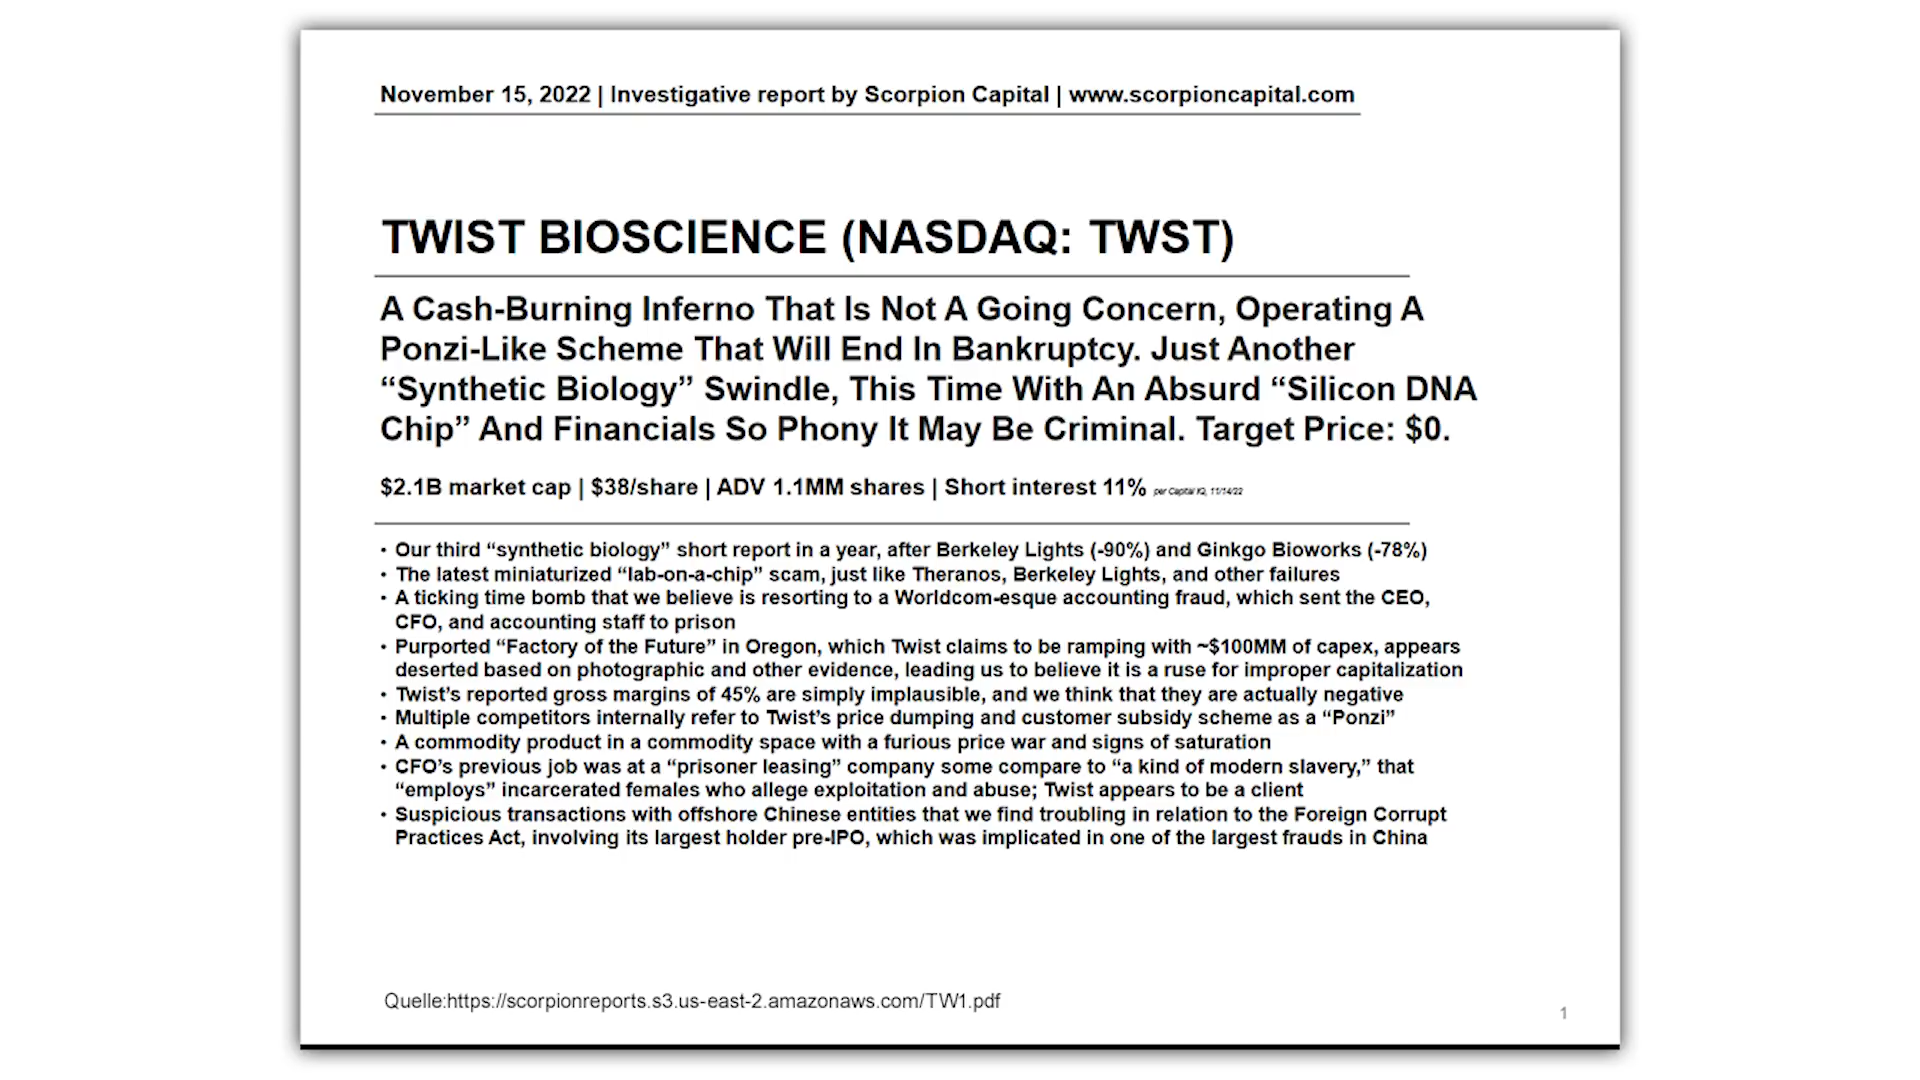 November 15, 2022 | Investigative report by Scorpion Capital | www.scorpioncapital.com
TWIST BIOSCIENCE (NASDAQ: TWST)
A Cash-Burning Inferno That Is Not A Going Concern, Operating A
Ponzi-Like Scheme That Will End In Bankruptcy. Just Another
“Synthetic Biology” Swindle, This Time With An Absurd “Silicon DNA
Chip” And Financials So Phony It May Be Criminal. Target Price: $0.
$2.1B market cap | $38/share | ADV 1.1MM shares | Short interest 11% per Capital IQ, 11/14/22
• Our third “synthetic biology” short report in a year, after Berkeley Lights (-90%) and Ginkgo Bioworks (-78%)
• The latest miniaturized “lab-on-a-chip” scam, just like Theranos, Berkeley Lights, and other failures
• A ticking time bomb that we believe is resorting to a Worldcom-esque accounting fraud, which sent the CEO,
CFO, and accounting staff to prison
• Purported “Factory of the Future” in Oregon, which Twist claims to be ramping with ~$100MM of capex, appears
deserted based on photographic and other evidence, leading us to believe it is a ruse for improper capitalization
• Twist’s reported gross margins of 45% are simply implausible, and we think that they are actually negative
• Multiple competitors internally refer to Twist’s price dumping and customer subsidy scheme as a “Ponzi”
• A commodity product in a commodity space with a furious price war and signs of saturation
• CFO’s previous job was at a “prisoner leasing” company some compare to “a kind of modern slavery,” that
“employs” incarcerated females who allege exploitation and abuse; Twist appears to be a client
• Suspicious transactions with offshore Chinese entities that we find troubling in relation to the Foreign Corrupt
Practices Act, involving its largest holder pre-IPO, which was implicated in one of the largest frauds in China
Quelle:https://scorpionreports.s3.us-east-2.amazonaws.com/TW1.pdf
1